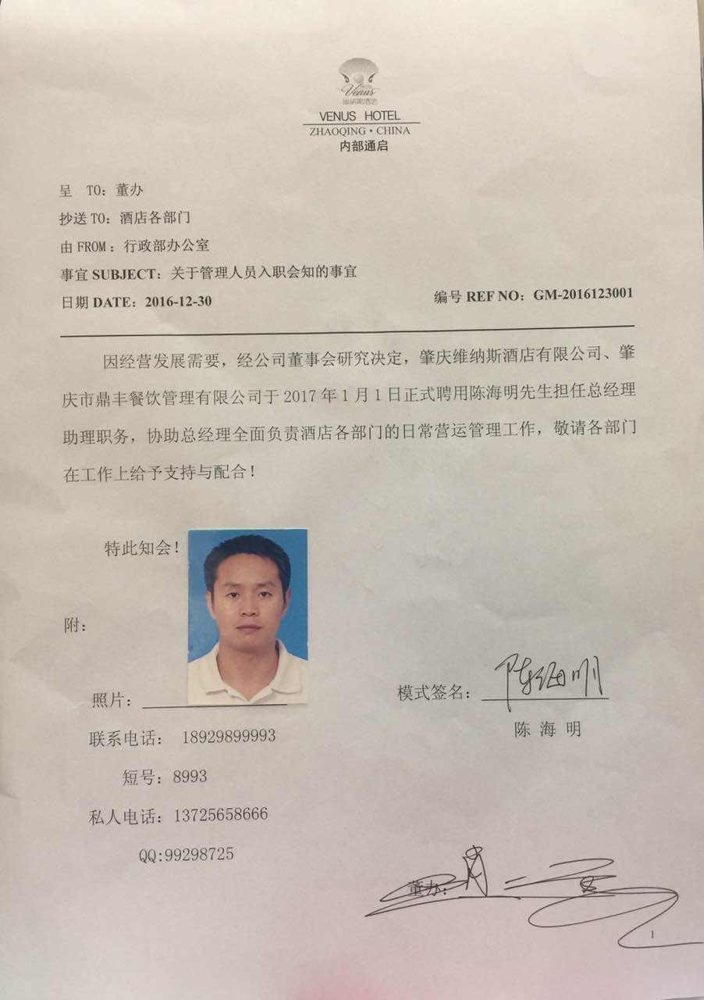 Venus
维纳斯酒店
VENUS HOTEL
ZHAOQING·CHINA
内部通启
呈 TO：董办
抄送 TO：酒店各部门
由 FROM：行政部办公室
事宜 SUBJECT：关于管理人员入职会知的事宜
日期 DATE：2016-12-30 编号 REF NO：GM-2016123001
因经营发展需要，经公司董事会研究决定，肇庆维纳斯酒店有限公司、肇
庆市鼎丰餐饮管理有限公司于 2017 年 1 月 1 日正式聘用陈海明先生担任总经理
助理职务，协助总经理全面负责酒店各部门的日常营运管理工作，敬请各部门
在工作上给予支持与配合！
特此知会！
附：
照片：
模式签名：陈海明
陈 海 明
联系电话： 18929899993
短号：8993
私人电话：13725658666
QQ:99298725
董办：
1